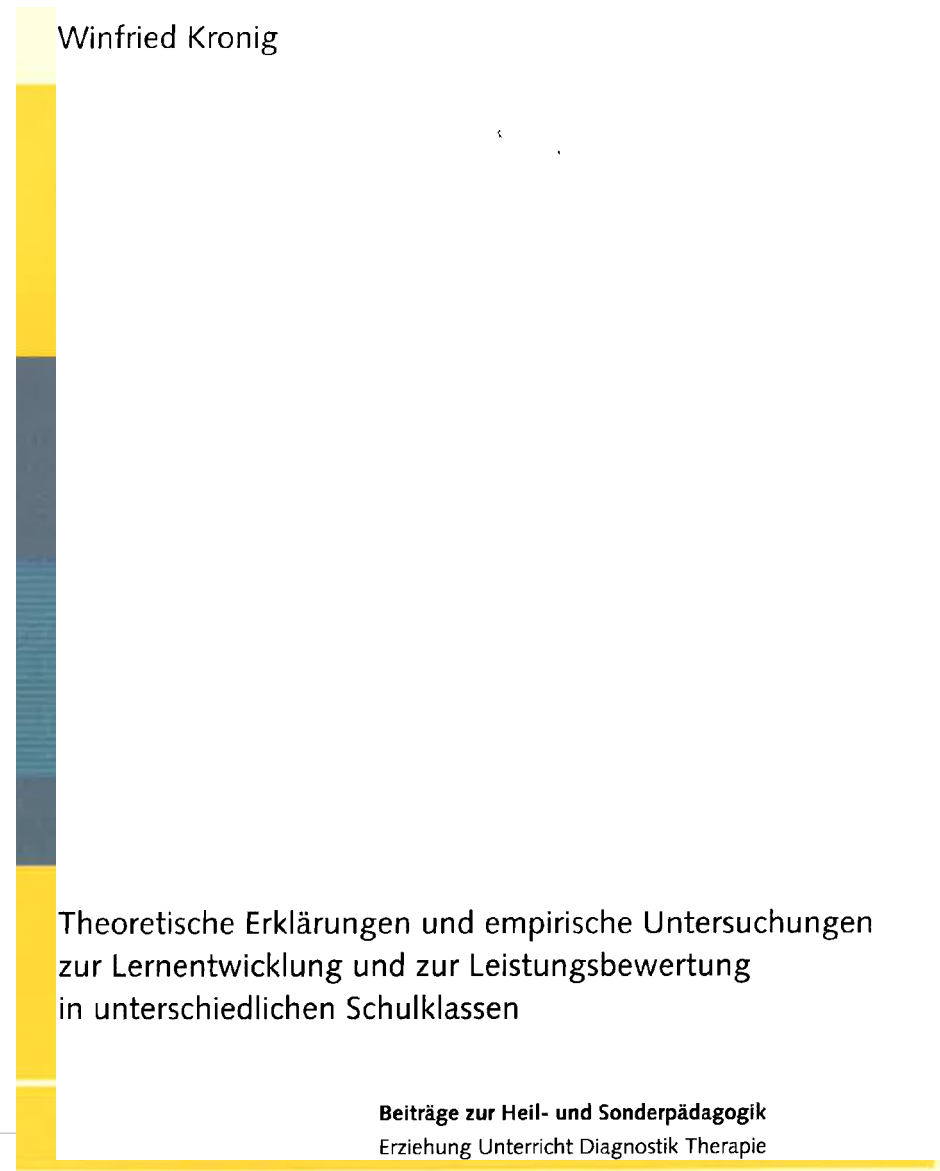 Winfried Kronig
Theoretische Erklärungen und empirische Untersuchungen
zur Lernentwicklung und zur Leistungsbewertung
in unterschiedlichen Schulklassen
Beiträge zur Heil- und Sonderpädagogik
Erziehung Unterricht Diagnostik Therapie